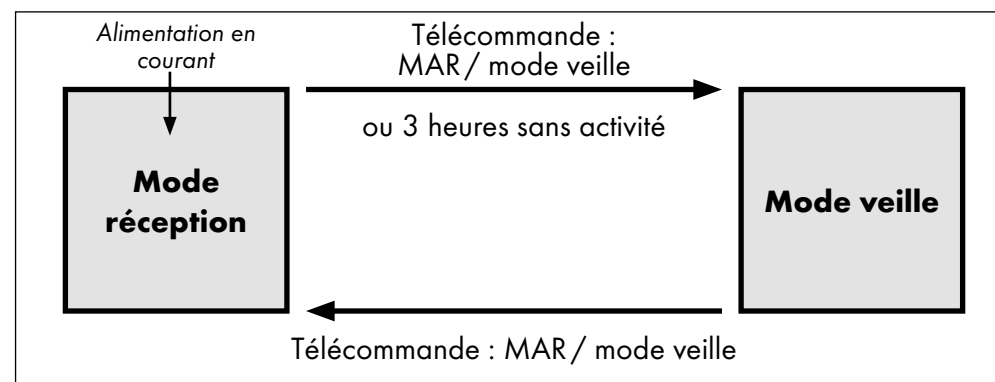 Alimentation en
courant
Télécommande :
MAR / mode veille
ou 3 heures sans activité
Mode
réception
Mode veille
Télécommande : MAR / mode veille